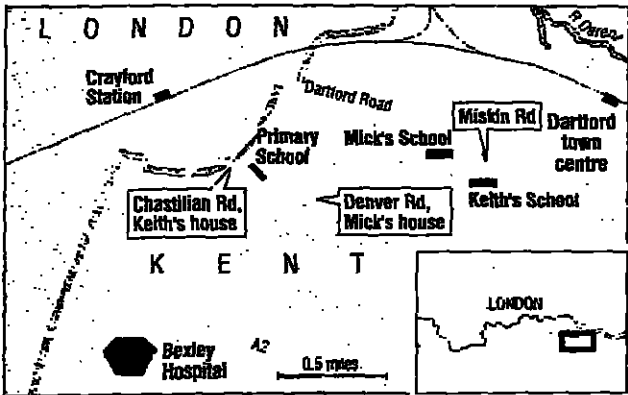 LONDON
R Darent
Crayford
Station
Dartford Road
Miskin Rd
Primary
School
Mick's School
Dartford
town
centre
Chastilian Rd,
Keith's house
Denver Rd,
Mick's house
Keith's School
KENT
LONDON
Bexley
Hospital
A2
0.5 miles